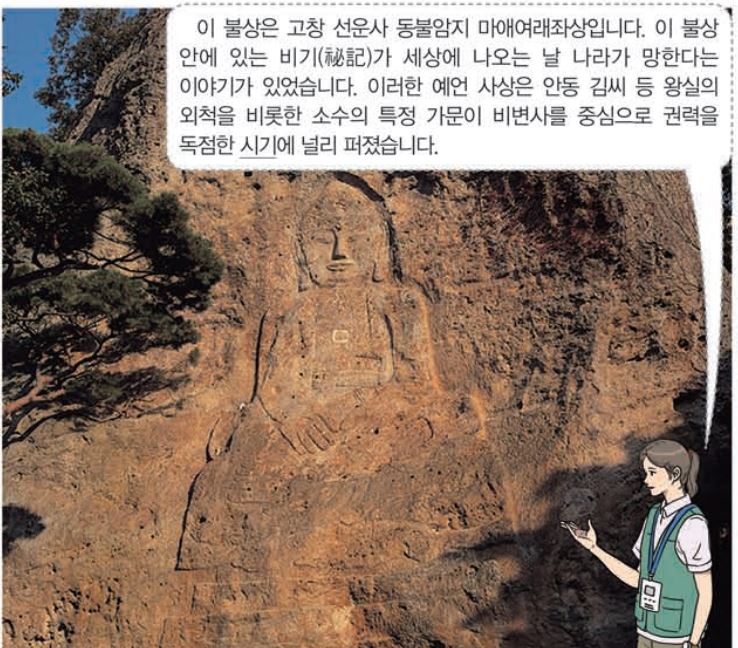 이 불상은 고창 선운사 동불암지 마애여래좌상입니다. 이 불상
안에 있는 비기(祕記)가 세상에 나오는 날 나라가 망한다는
이야기가 있었습니다. 이러한 예언 사상은 안동 김씨 등 왕실의
외척을 비롯한 소수의 특정 가문이 비변사를 중심으로 권력을
독점한 시기에 널리 퍼졌습니다.